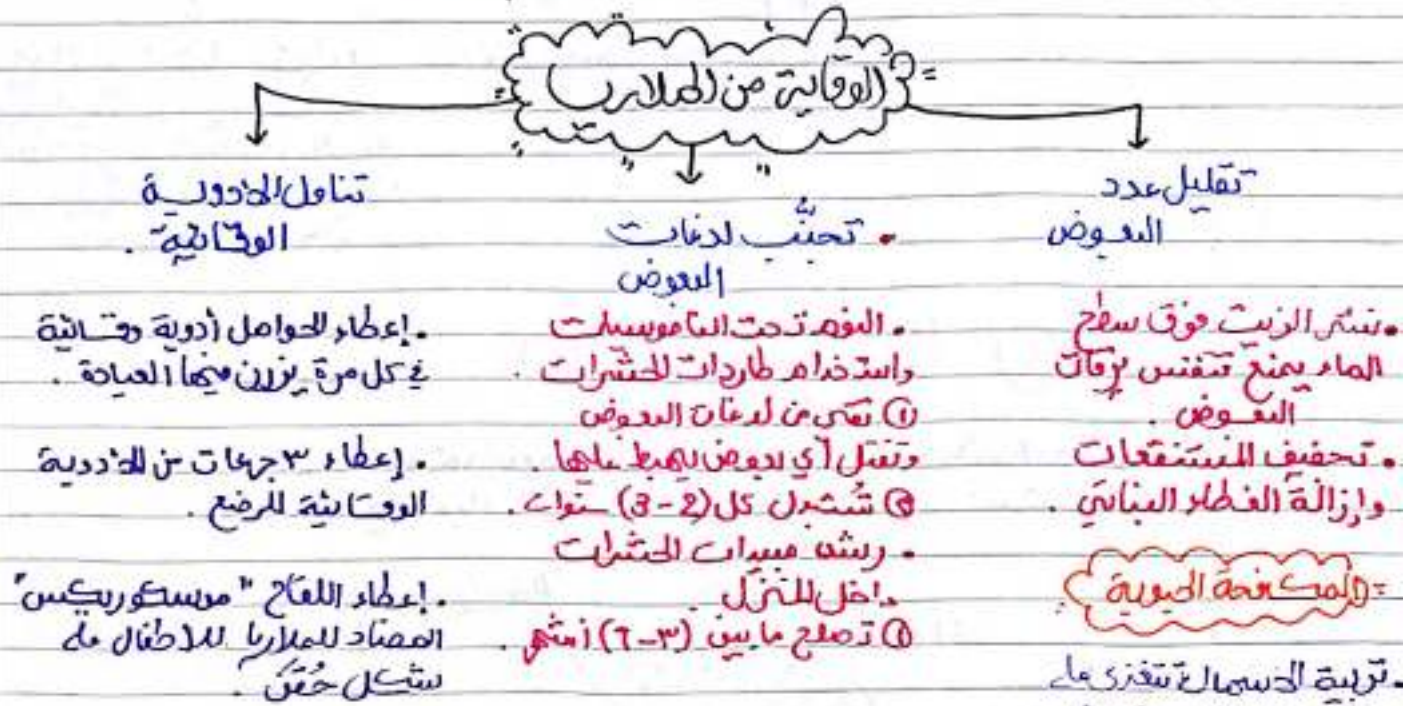 الوقاية من الملاريا
تقليل عدد
البعوض
• نشر الزيت فوق سطح
الماء يمنع تنفس يرقات
البعوض .
• تجفيف المستنقعات
وإزالة الغطاء النباتي .
المكافحة الحيوية
• تربية الأسماك تتغذى على
• تجنُّب لدغات
البعوض
• النوم تحت الناموسيات
واستخدام طاردات الحشرات .
① تقي من لدغات البعوض
وتقتل أي بعوض يهبط عليها .
② تُستبدل كل (2-3) سنوات .
• رش مبيدات الحشرات
داخل المنزل .
① تصلح ما بين (٣-٦) أشهر .
تناول الأدوية
الوقائية .
• إعطاء الحوامل أدوية وقائية
في كل مرة يزرن فيها العيادة .
• إعطاء ٣ جرعات من الأدوية
الوقائية للرضع .
• إعطاء اللقاح "موسكوريكس"
المضاد للملاريا للأطفال على
شكل حُقَن .